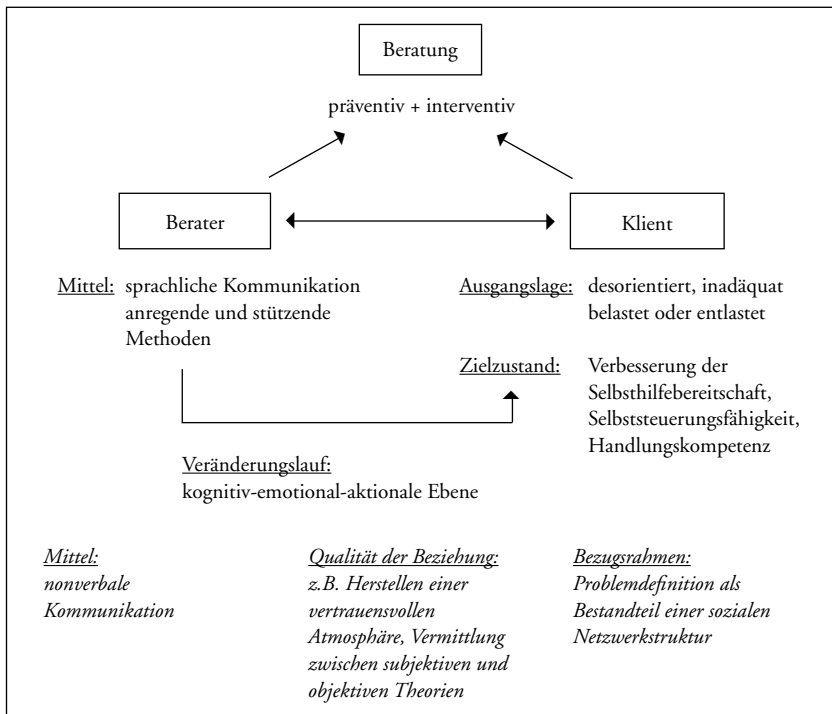 Beratung
präventiv + interventiv
Berater
Klient
Mittel: sprachliche Kommunikation
anregende und stützende
Methoden
Ausgangslage: desorientiert, inadäquat
belastet oder entlastet
Zielzustand: Verbesserung der
Selbsthilfebereitschaft,
Selbststeuerungsfähigkeit,
Handlungskompetenz
Veränderungslauf:
kognitiv-emotional-aktionale Ebene
Mittel:
nonverbale
Kommunikation
Qualität der Beziehung:
z.B. Herstellen einer
vertrauensvollen
Atmosphäre, Vermittlung
zwischen subjektiven und
objektiven Theorien
Bezugsrahmen:
Problemdefinition als
Bestandteil einer sozialen
Netzwerkstruktur